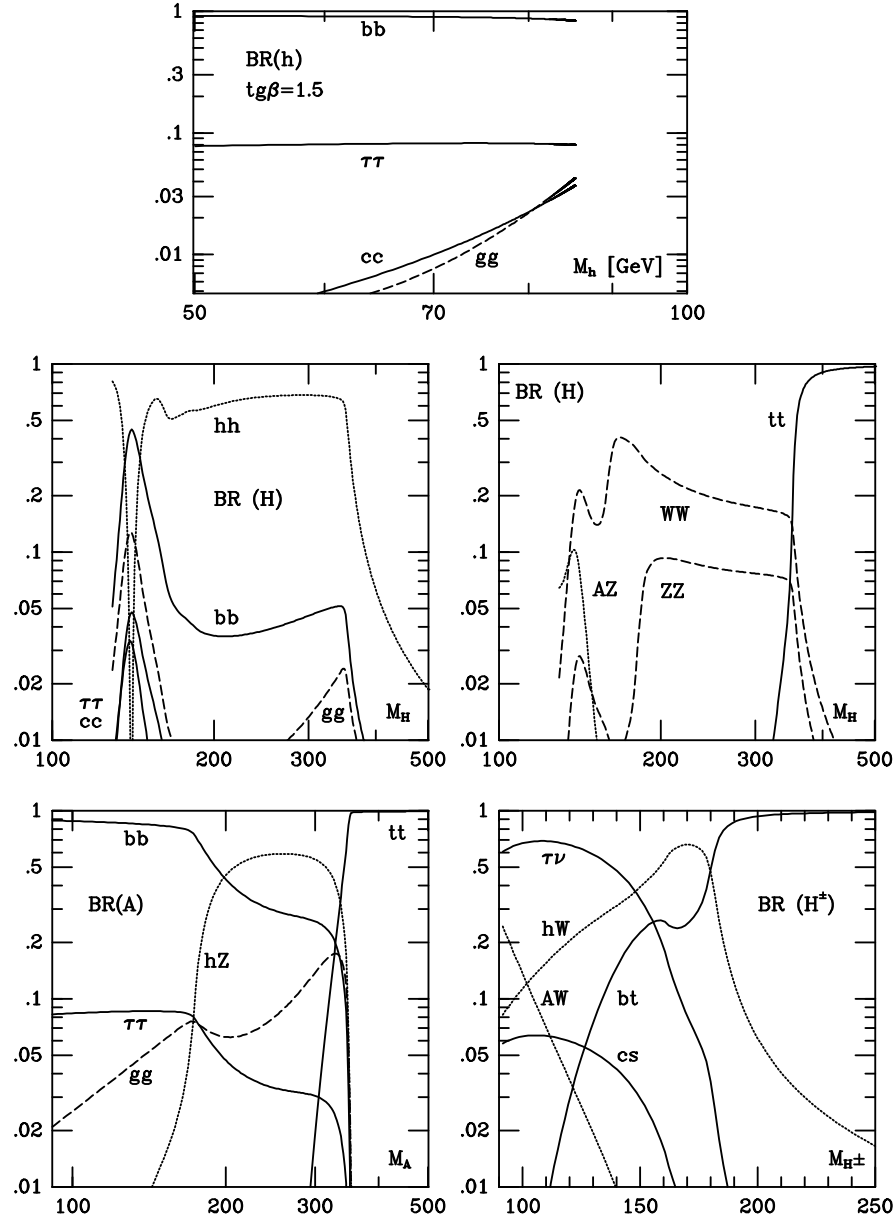 1
bb
BR(h)
.3
tgβ=1.5
.1
ττ
.03
cc
gg
.01
M_h [GeV]
50
70
100
1
hh
.5
BR (H)
.2
.1
bb
.05
.02
ττ
cc
gg
M_H
.01
100
200
300
500
1
BR (H)
tt
.5
.2
WW
.1
AZ
ZZ
.05
.02
M_H
.01
100
200
300
500
1
bb
tt
.5
BR(A)
.2
hZ
.1
ττ
.05
gg
.02
M_A
.01
100
200
300
500
1
τν
.5
BR (H^±)
hW
.2
AW
bt
.1
cs
.05
.02
M_H±
.01
100
150
200
250